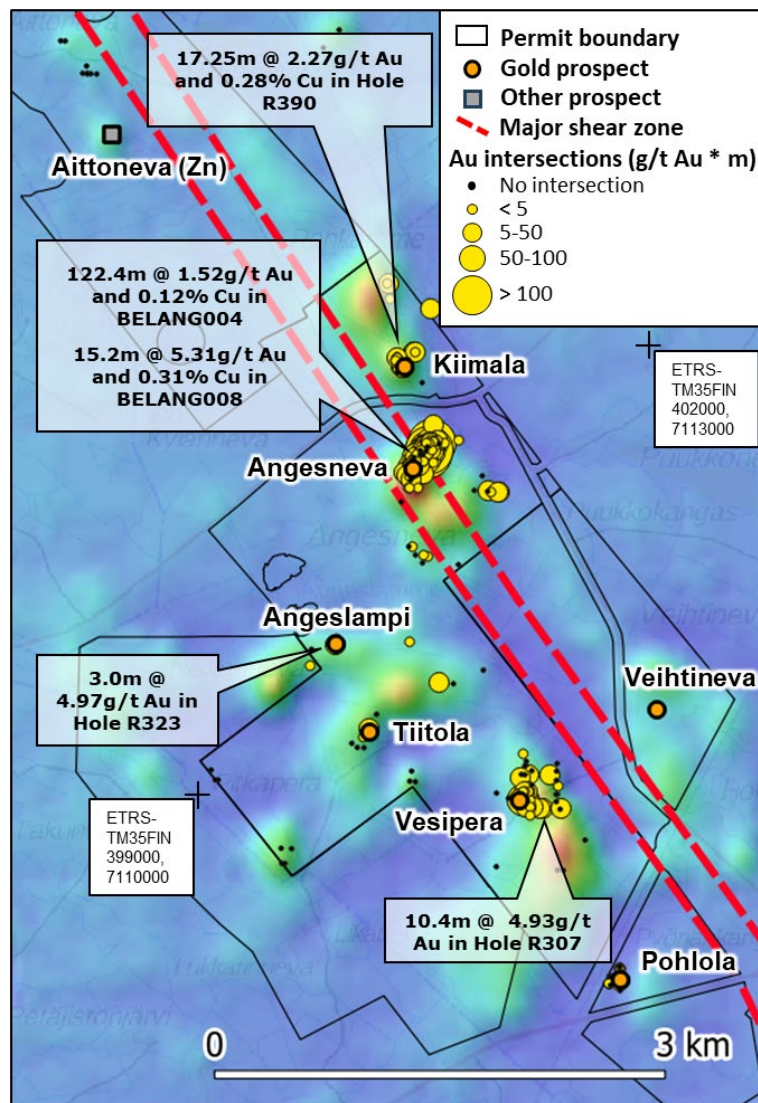 17.25m @ 2.27g/t Au
and 0.28% Cu in Hole
R390
Permit boundary
Gold prospect
Other prospect
Major shear zone
Au intersections (g/t Au * m)
No intersection
< 5
5-50
50-100
> 100
Aittoneva (Zn)
122.4m @ 1.52g/t Au
and 0.12% Cu in
BELANG004
15.2m @ 5.31g/t Au
and 0.31% Cu in
BELANG008
Kiimala
ETRS-
TM35FIN
402000,
7113000
Angesneva
Angesneva
Angeslampi
Veihtineva
3.0m @
4.97g/t Au in
Hole R323
Veihtineva
Tiitola
Pitkäperä
Vesipera
ETRS-
TM35FIN
399000,
7110000
10.4m @  4.93g/t
Au in Hole R307
Pohlola
Petäjistönjärvi
0
3 km